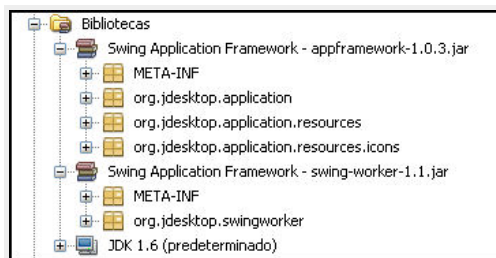 Bibliotecas
Swing Application Framework - appframework-1.0.3.jar
META-INF
org.jdesktop.application
org.jdesktop.application.resources
org.jdesktop.application.resources.icons
Swing Application Framework - swing-worker-1.1.jar
META-INF
org.jdesktop.swingworker
JDK 1.6 (predeterminado)